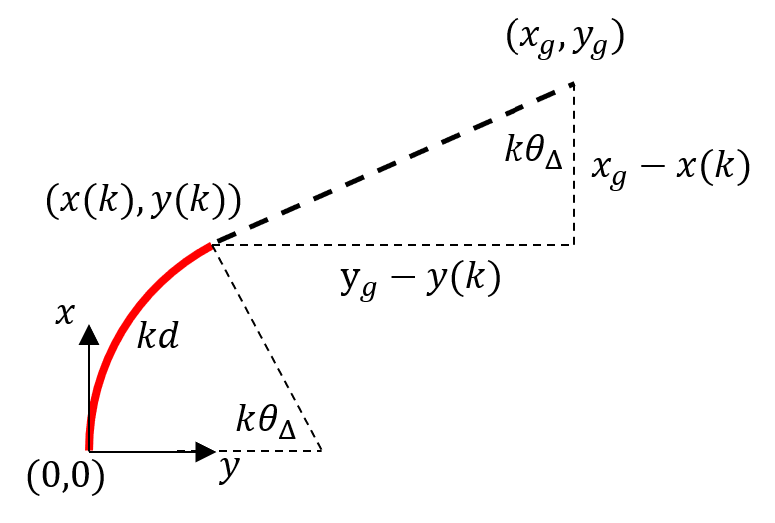 (x_g, y_g)
kθ_Δ
x_g − x(k)
(x(k), y(k))
y_g − y(k)
x
kd
kθ_Δ
(0,0)
y